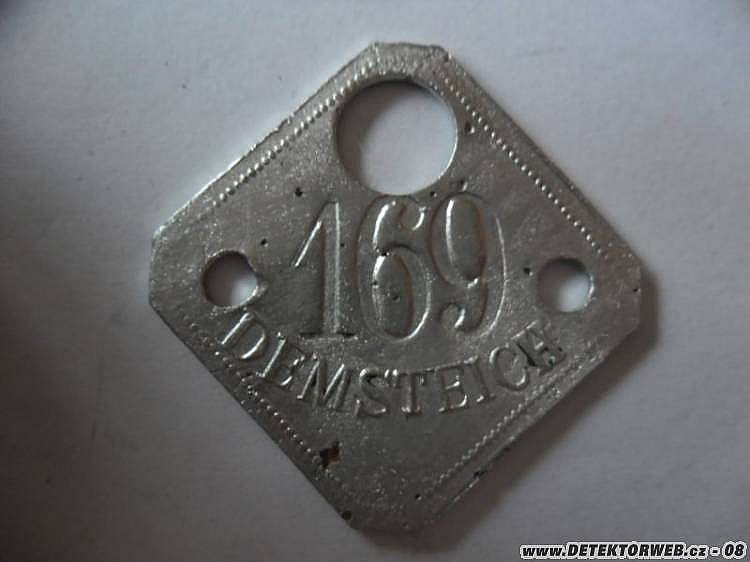 169
DEMSTEICH
www.DETEKTORWEB.cz - 08